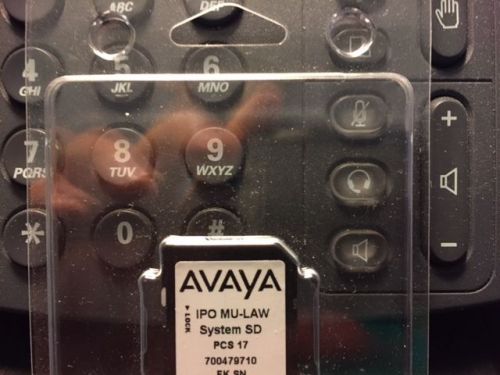 ABC
DEF
4
GHI
5
JKL
6
MNO
7
PQRS
8
TUV
9
WXYZ
*
0
#
+
−
AVAYA
LOCK
IPO MU-LAW
System SD
PCS 17
700479710